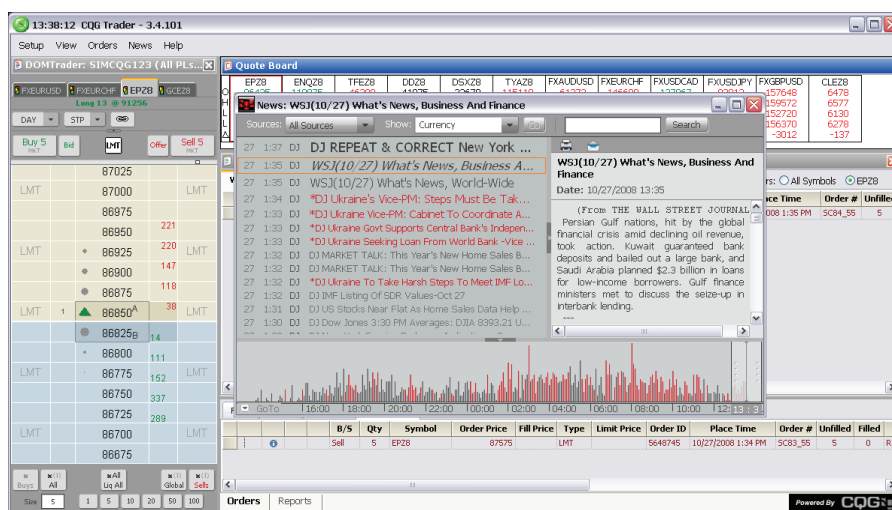 13:38:12 CQG Trader - 3.4.101
Setup View Orders News Help
DOMTrader: SIMCQG123 (All PLs...
FXEURUSD FXEURCHF EPZ8 GCEZ8
Long 13 @ 91256
DAY STP
Buy 5 MKT Bid LMT Offer Sell 5 MKT
87025
LMT 87000 LMT
86975
86950 221
LMT 86925 220 LMT
86900 147
86875 118
LMT 1 86850A 38 LMT
86825B 14
86800 111
LMT 86775 152 LMT
86750 337
86725 289
LMT 86700 LMT
86675
Buys All (1) All Liq All (1) Global (1) Sells
Size 5 1 5 10 20 50 100
Quote Board
EPZ8 ENQZ8 TFEZ8 DDZ8 DSXZ8 TYAZ8 FXAUDUSD FXEURCHF FXUSDCAD FXUSDJPY FXGBPUSD CLEZ8
157648 6478
159572 6577
152720 6130
156370 6278
-3012 -137
News: WSJ(10/27) What's News, Business And Finance
Sources: All Sources Show: Currency Go Search
27 1:37 DJ DJ REPEAT & CORRECT New York ...
27 1:35 DJ WSJ(10/27) What's News, Business A...
27 1:35 DJ WSJ(10/27) What's News, World-Wide
27 1:34 DJ *DJ Ukraine's Vice-PM: Steps Must Be Tak...
27 1:33 DJ *DJ Ukraine Vice-PM: Cabinet To Coordinate A...
27 1:33 DJ *DJ Ukraine Govt Supports Central Bank's Indepen...
27 1:33 DJ *DJ Ukraine Seeking Loan From World Bank -Vice ...
27 1:32 DJ DJ MARKET TALK: This Year's New Home Sales B...
27 1:32 DJ DJ MARKET TALK: This Year's New Home Sales B...
27 1:32 DJ *DJ Ukraine To Take Harsh Steps To Meet IMF Lo...
27 1:32 DJ DJ IMF Listing Of SDR Values-Oct 27
27 1:31 DJ DJ US Stocks Near Flat As Home Sales Data Help ...
27 1:30 DJ DJ Dow Jones 3:30 PM Averages: DJIA 8393.21 U...
WSJ(10/27) What's News, Business And
Finance
Date: 10/27/2008 13:35
(From THE WALL STREET JOURNAL
Persian Gulf nations, hit by the global
financial crisis amid declining oil revenue,
took action. Kuwait guaranteed bank
deposits and bailed out a large bank, and
Saudi Arabia planned $2.3 billion in loans
for low-income borrowers. Gulf finance
ministers met to discuss the seize-up in
interbank lending.
---
GoTo 16:00 18:00 20:00 22:00 00:00 02:00 04:00 06:00 08:00 10:00 12: 13:3
rs: All Symbols EPZ8
ce Time Order # Unfille
008 1:35 PM SC84_55 5
B/S Qty Symbol Order Price Fill Price Type Limit Price Order ID Place Time Order # Unfilled Filled
Sell 5 EPZ8 87575 LMT 5648745 10/27/2008 1:34 PM SC83_55 5 0 R
Orders Reports
Powered By CQG